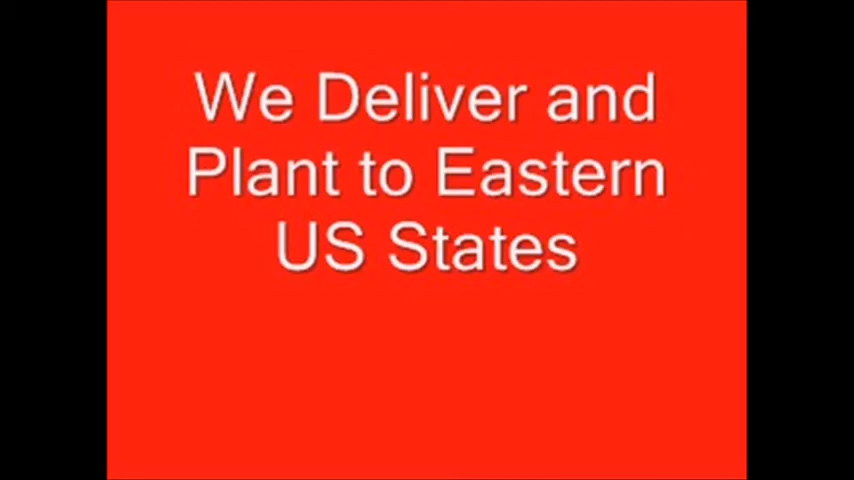 We Deliver and
Plant to Eastern
US States